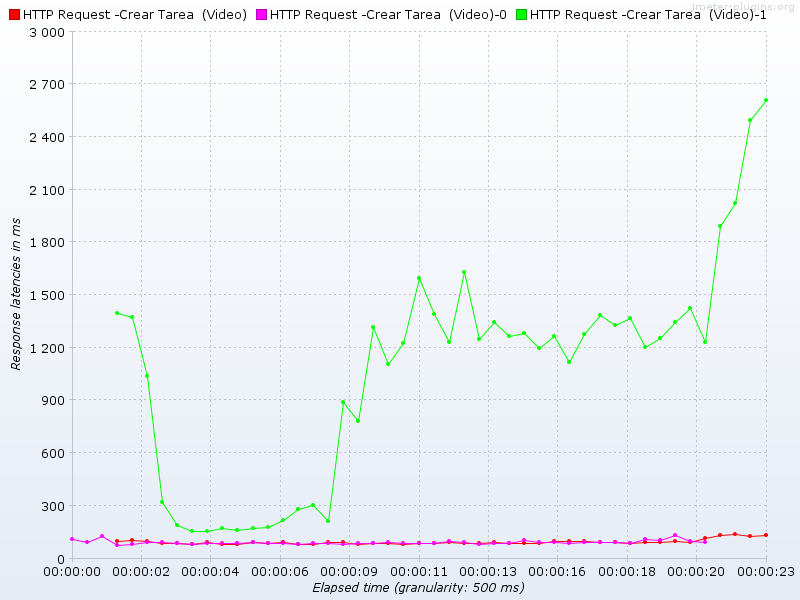 jmeter-plugins.org
HTTP Request -Crear Tarea (Video) HTTP Request -Crear Tarea (Video)-0 HTTP Request -Crear Tarea (Video)-1
3 000
2 700
2 400
2 100
1 800
1 500
1 200
900
600
300
0
Response latencies in ms
00:00:00 00:00:02 00:00:04 00:00:06 00:00:09 00:00:11 00:00:13 00:00:16 00:00:18 00:00:20 00:00:23
Elapsed time (granularity: 500 ms)